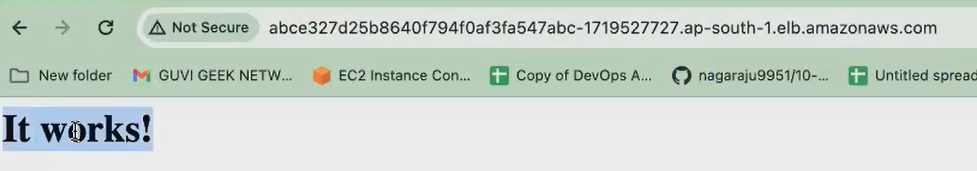 Not Secure abce327d25b8640f794f0af3fa547abc-1719527727.ap-south-1.elb.amazonaws.com
New folder GUVI GEEK NETW... EC2 Instance Con... Copy of DevOps A... nagaraju9951/10-... Untitled spread
It works!